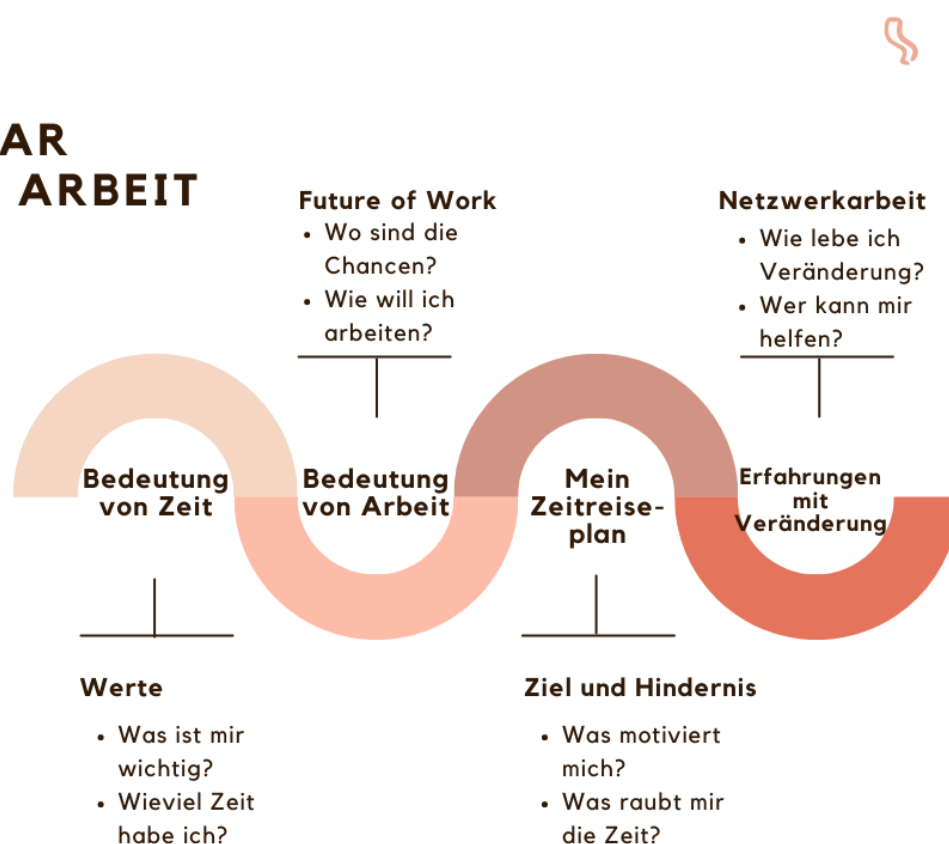 AR
ARBEIT
Future of Work
• Wo sind die
Chancen?
• Wie will ich
arbeiten?
Netzwerkarbeit
• Wie lebe ich
Veränderung?
• Wer kann mir
helfen?
Bedeutung
von Zeit
Bedeutung
von Arbeit
Mein
Zeitreise-
plan
Erfahrungen
mit
Veränderung
Werte
• Was ist mir
wichtig?
• Wieviel Zeit
habe ich?
Ziel und Hindernis
• Was motiviert
mich?
• Was raubt mir
die Zeit?